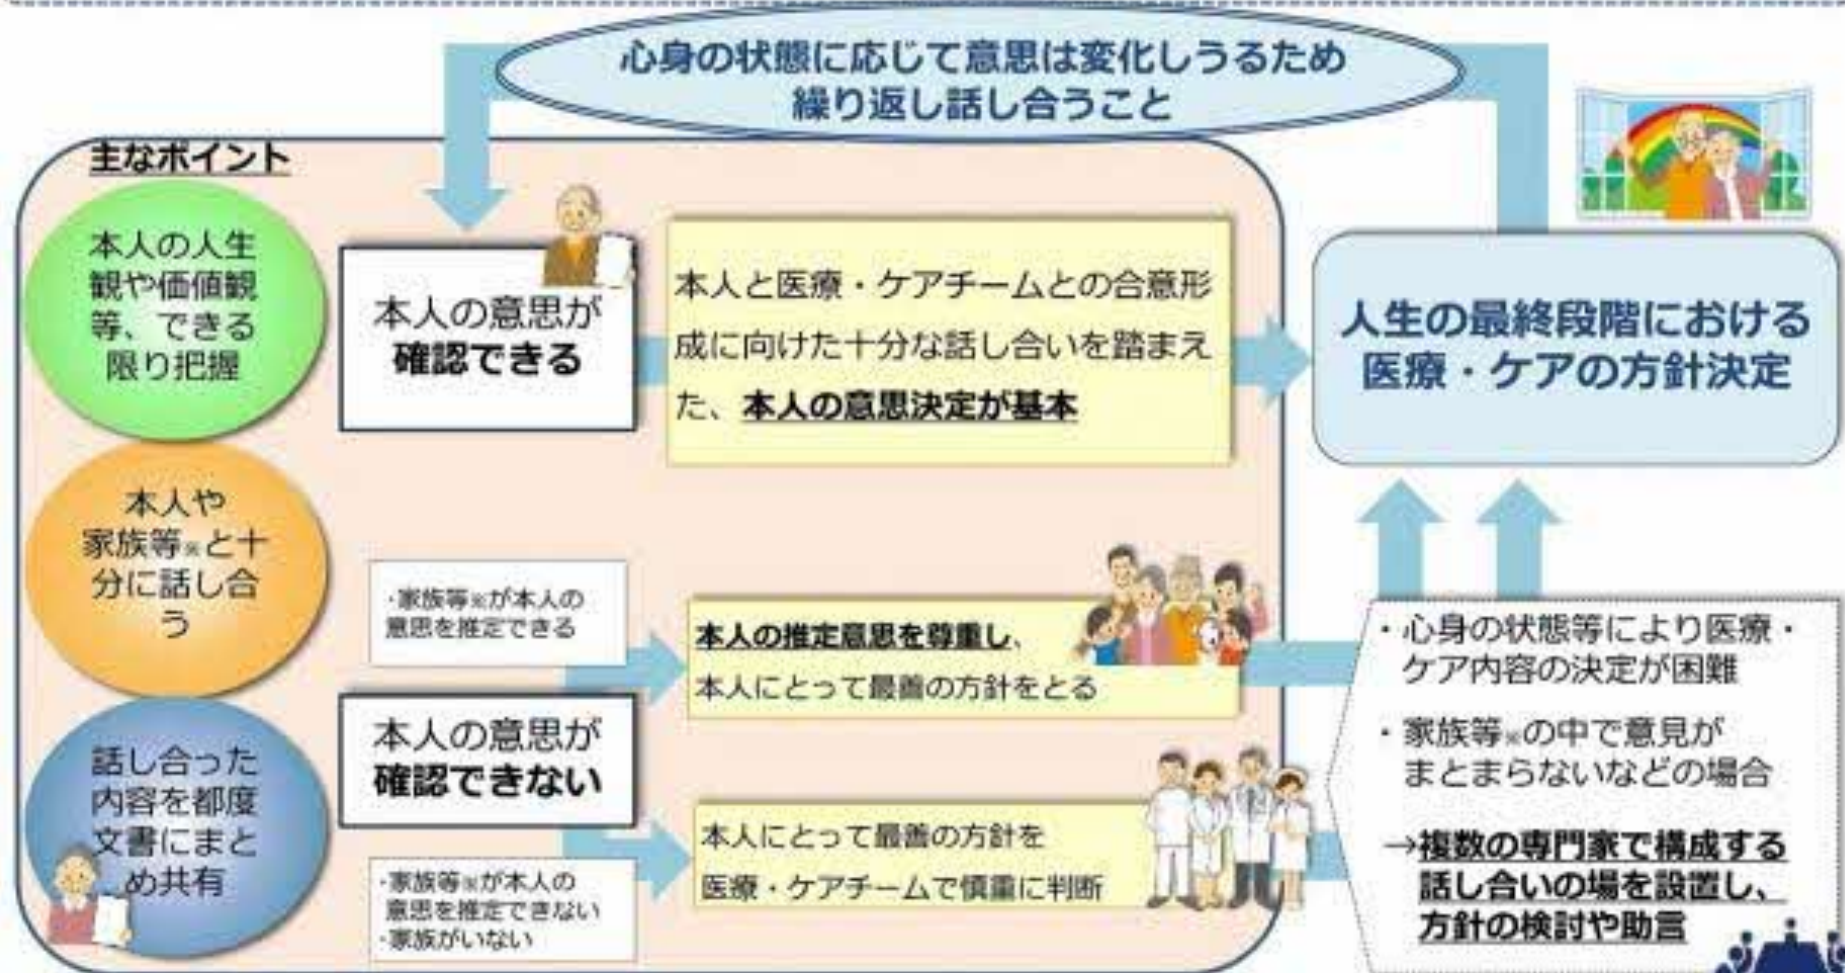 心身の状態に応じて意思は変化しうるため
繰り返し話し合うこと
主なポイント
本人の人生
観や価値観
等、できる
限り把握
本人の意思が
確認できる
本人と医療・ケアチームとの合意形
成に向けた十分な話し合いを踏まえ
た、本人の意思決定が基本
人生の最終段階における
医療・ケアの方針決定
本人や
家族等※と十
分に話し合
う
・家族等※が本人の
意思を推定できる
本人の推定意思を尊重し、
本人にとって最善の方針をとる
本人の意思が
確認できない
話し合った
内容を都度
文書にまと
め共有
・家族等※が本人の
意思を推定できない
・家族がいない
本人にとって最善の方針を
医療・ケアチームで慎重に判断
・心身の状態等により医療・
ケア内容の決定が困難
・家族等※の中で意見が
まとまらないなどの場合
→複数の専門家で構成する
話し合いの場を設置し、
方針の検討や助言